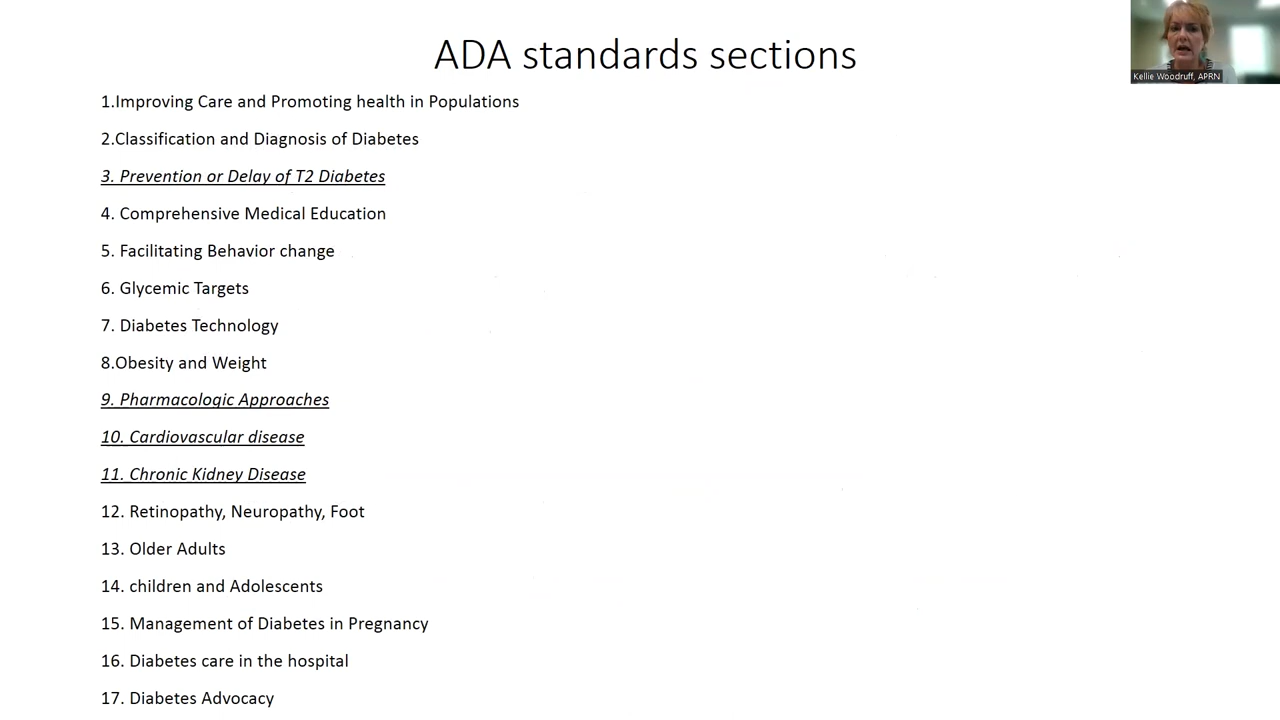 ADA standards sections
Kellie Woodruff, APRN
1.Improving Care and Promoting health in Populations
2.Classification and Diagnosis of Diabetes
3. Prevention or Delay of T2 Diabetes
4. Comprehensive Medical Education
5. Facilitating Behavior change
6. Glycemic Targets
7. Diabetes Technology
8.Obesity and Weight
9. Pharmacologic Approaches
10. Cardiovascular disease
11. Chronic Kidney Disease
12. Retinopathy, Neuropathy, Foot
13. Older Adults
14. children and Adolescents
15. Management of Diabetes in Pregnancy
16. Diabetes care in the hospital
17. Diabetes Advocacy